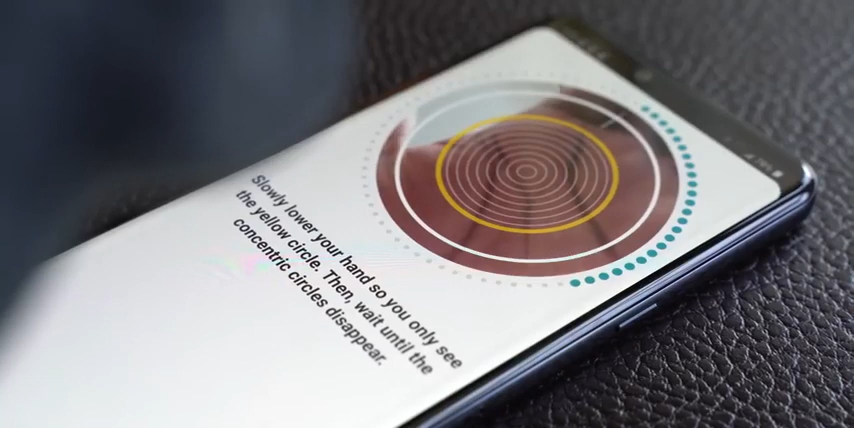 Slowly lower your hand so you only see
the yellow circle. Then, wait until the
concentric circles disappear.